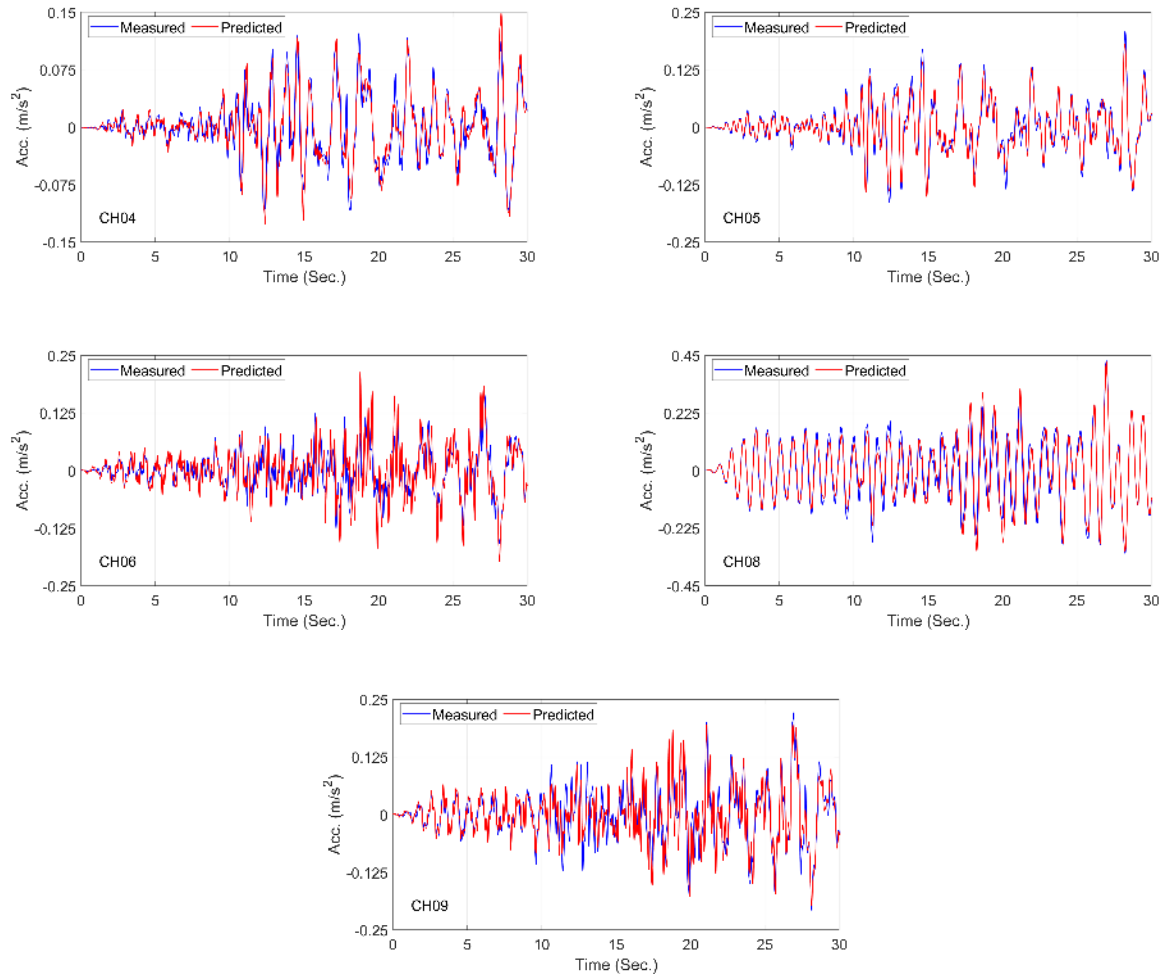 0.15
Measured Predicted
0.075
0
-0.075
-0.15
Acc. (m/s²)
CH04
0 5 10 15 20 25 30
Time (Sec.)
0.25
Measured Predicted
0.125
0
-0.125
-0.25
Acc. (m/s²)
CH05
0 5 10 15 20 25 30
Time (Sec.)
0.25
Measured Predicted
0.125
0
-0.125
-0.25
Acc. (m/s²)
CH06
0 5 10 15 20 25 30
Time (Sec.)
0.45
Measured Predicted
0.225
0
-0.225
-0.45
Acc. (m/s²)
CH08
0 5 10 15 20 25 30
Time (Sec.)
0.25
Measured Predicted
0.125
0
-0.125
-0.25
Acc. (m/s²)
CH09
0 5 10 15 20 25 30
Time (Sec.)